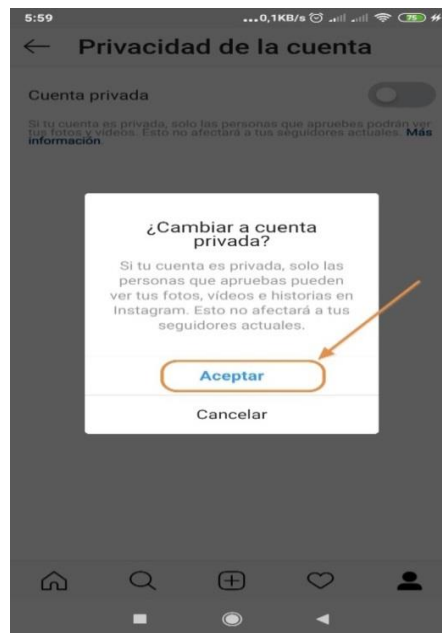 5:59 ...0,1KB/s 75
Privacidad de la cuenta
Cuenta privada
Si tu cuenta es privada, solo las personas que apruebes podrán ver
tus fotos y vídeos. Esto no afectará a tus seguidores actuales. Más
información.
¿Cambiar a cuenta
privada?
Si tu cuenta es privada, solo las
personas que apruebas pueden
ver tus fotos, vídeos e historias en
Instagram. Esto no afectará a tus
seguidores actuales.
Aceptar
Cancelar